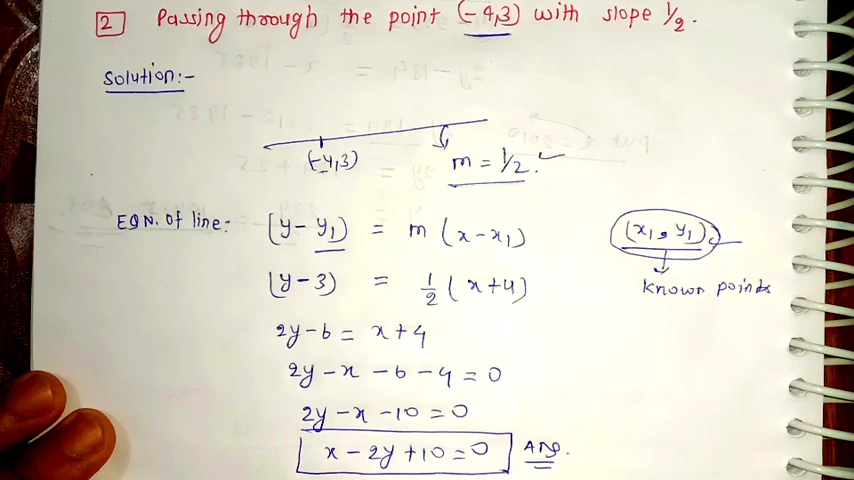 2 Passing through the point (-4,3) with slope 1/2.
Solution:-
(-4,3)
m = 1/2.
EQN. of line:- (y-y₁) = m (x-x₁)
(x₁, y₁)
(y-3) = 1/2 (x+4)
Known points
2y-6 = x+4
2y-x-6-4=0
2y-x-10=0
x-2y+10=0 Ans.